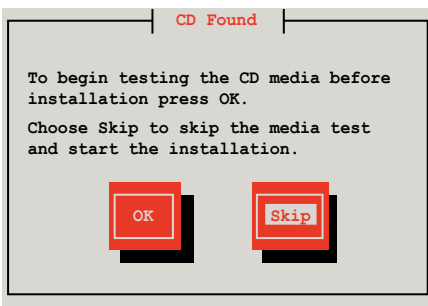 CD Found
To begin testing the CD media before
installation press OK.
Choose Skip to skip the media test
and start the installation.
OK
Skip